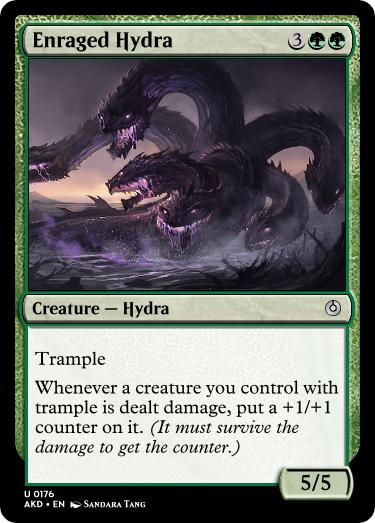 Enraged Hydra 3
Creature — Hydra
Trample
Whenever a creature you control with
trample is dealt damage, put a +1/+1
counter on it. (It must survive the
damage to get the counter.)
5/5
U 0176
AKD • EN Sandara Tang